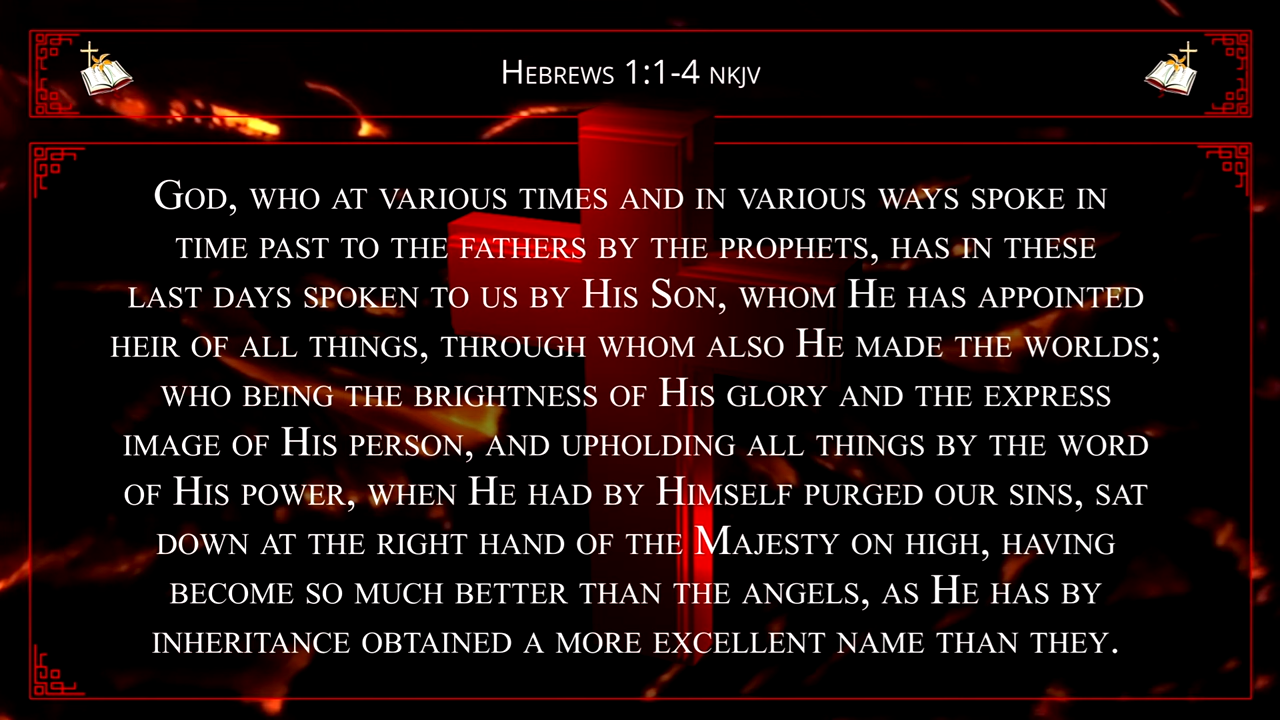 Hebrews 1:1-4 NKJV
God, who at various times and in various ways spoke in
time past to the fathers by the prophets, has in these
last days spoken to us by His Son, whom He has appointed
heir of all things, through whom also He made the worlds;
who being the brightness of His glory and the express
image of His person, and upholding all things by the word
of His power, when He had by Himself purged our sins, sat
down at the right hand of the Majesty on high, having
become so much better than the angels, as He has by
inheritance obtained a more excellent name than they.